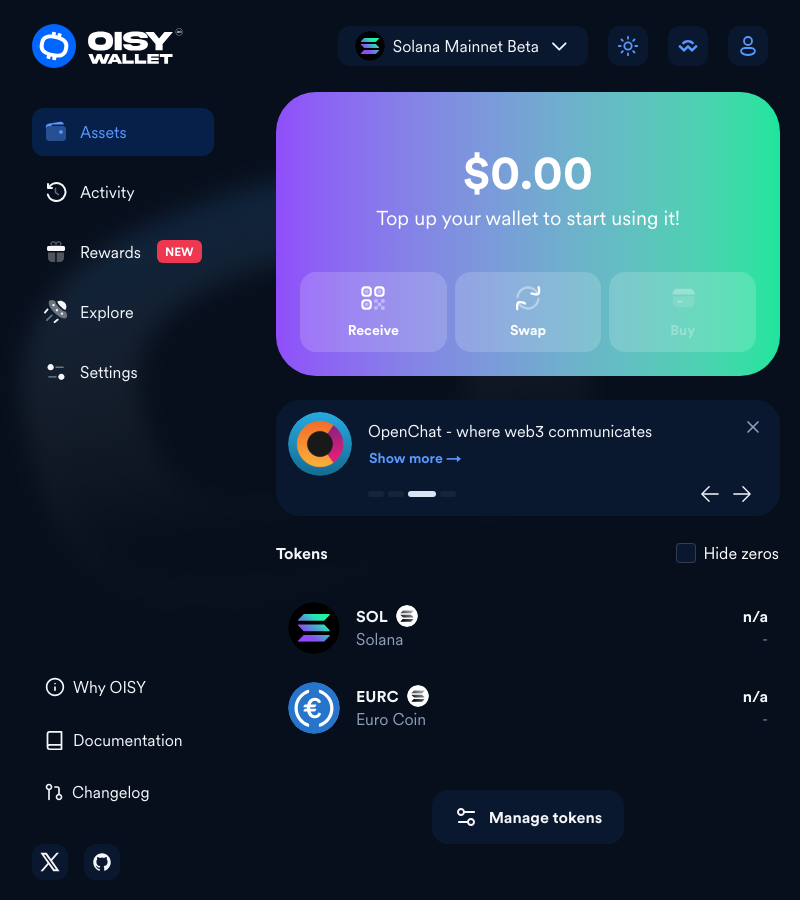 OISY
WALLET
Solana Mainnet Beta
Assets
Activity
Rewards NEW
Explore
Settings
$0.00
Top up your wallet to start using it!
Receive
Swap
Buy
OpenChat - where web3 communicates
Show more →
Tokens
Hide zeros
SOL
Solana
n/a
-
EURC
Euro Coin
n/a
-
Manage tokens
Why OISY
Documentation
Changelog